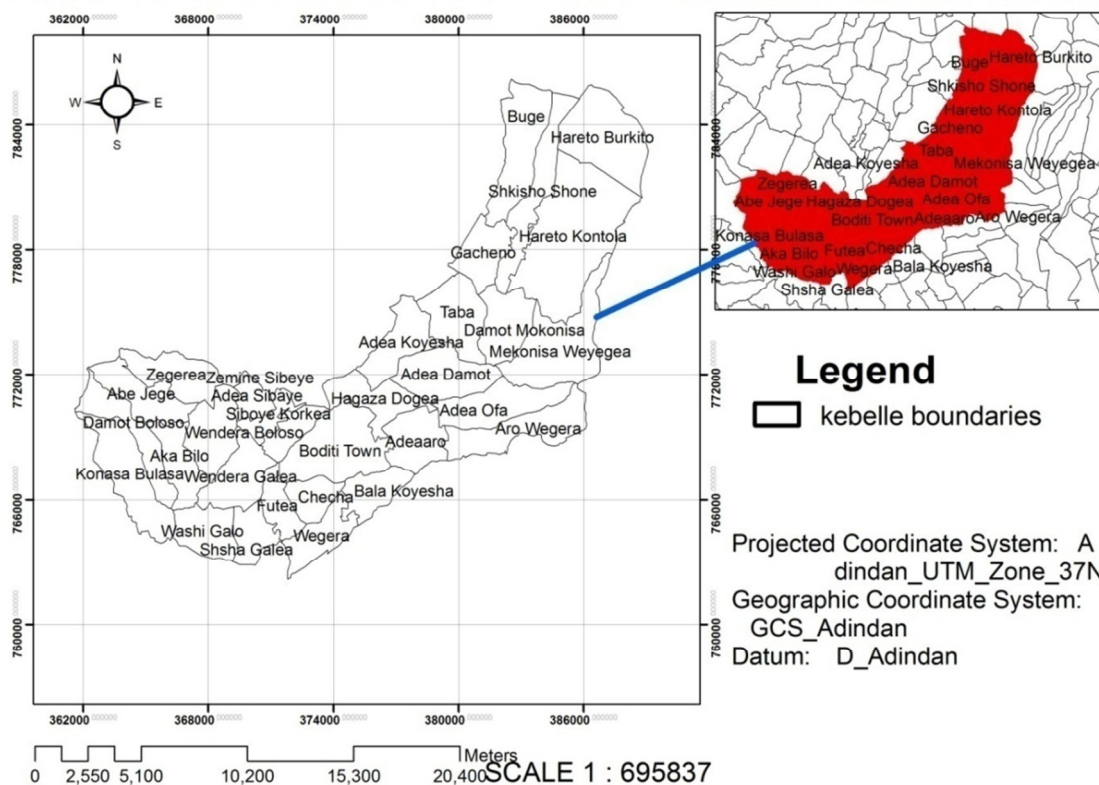 362000 368000 374000 380000 386000
N
W E
S
784000
778000
772000
766000
760000
Buge
Hareto Burkito
Shkisho Shone
Hareto Kontola
Gacheno
Taba
Damot Mokonisa
Adea Koyesha
Mekonisa Weyegea
Zegerea Zemine Sibeye
Adea Damot
Abe Jege
Adea Sibaye
Hagaza Dogea
Siboye Korkea
Adea Ofa
Damot Boloso
Wendera Boloso
Aro Wegera
Adeaaro
Boditi Town
Aka Bilo
Konasa Bulasa
Wendera Galea
Bala Koyesha
Checha
Futea
Washi Galo
Wegera
Shsha Galea
784000
778000
772000
766000
760000
362000 368000 374000 380000 386000
Buge
Hareto Burkito
Shkisho Shone
Hareto Kontola
Gacheno
Taba
Adea Koyesha
Mekonisa Weyegea
Zegerea
Adea Damot
Abe Jege
Hagaza Dogea
Adea Ofa
Boditi Town
Adeaaro
Aro Wegera
Konasa Bulasa
Aka Bilo
Futea
Checha
Washi Galo
Wegera
Bala Koyesha
Shsha Galea
Legend
kebelle boundaries
Projected Coordinate System: A
dindan_UTM_Zone_37N
Geographic Coordinate System:
GCS_Adindan
Datum: D_Adindan
Meters
0 2,550 5,100 10,200 15,300 20,400
SCALE 1 : 695837